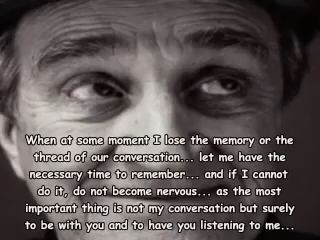 When at some moment I lose the memory or the
thread of our conversation... let me have the
necessary time to remember... and if I cannot
do it, do not become nervous... as the most
important thing is not my conversation but surely
to be with you and to have you listening to me...